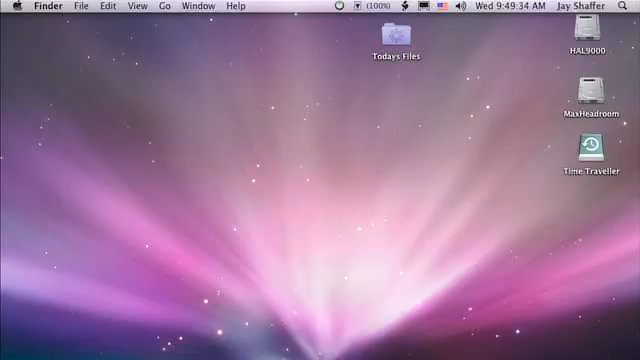 Finder File Edit View Go Window Help (100%) Wed 9:49:34 AM Jay Shaffer
Todays Files
HAL9000
MaxHeadroom
Time Traveller